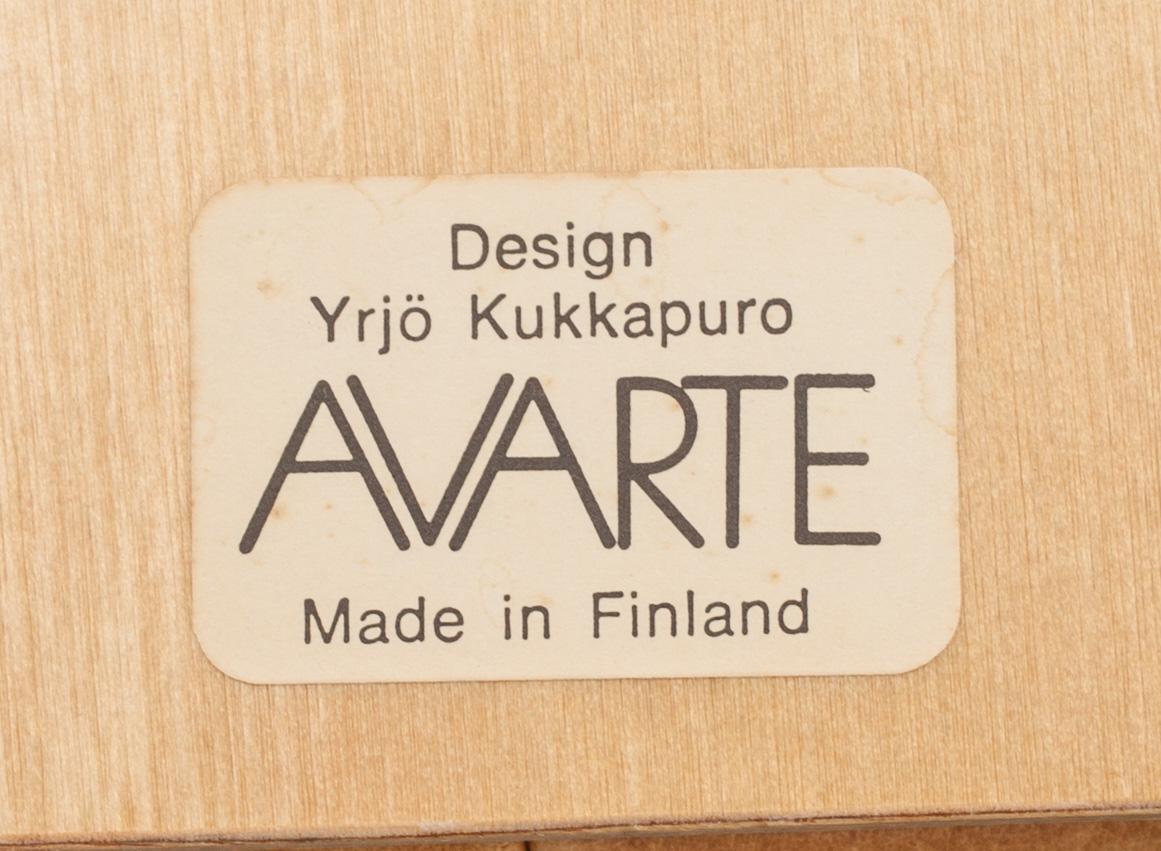 Design
Yrjö Kukkapuro
AVARTE
Made in Finland